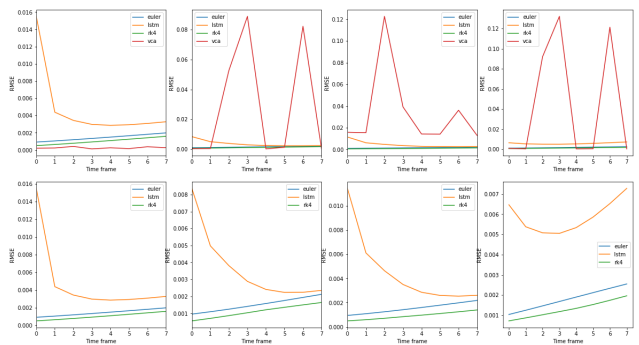 0.016
0.014
0.012
0.010
0.008
0.006
0.004
0.002
0.000
RMSE
0 1 2 3 4 5 6 7
Time frame
euler
lstm
rk4
vca
0.08
0.06
0.04
0.02
0.00
RMSE
0 1 2 3 4 5 6 7
Time frame
euler
lstm
rk4
vca
0.12
0.10
0.08
0.06
0.04
0.02
0.00
RMSE
0 1 2 3 4 5 6 7
Time frame
euler
lstm
rk4
vca
0.12
0.10
0.08
0.06
0.04
0.02
0.00
RMSE
0 1 2 3 4 5 6 7
Time frame
euler
lstm
rk4
vca
0.016
0.014
0.012
0.010
0.008
0.006
0.004
0.002
0.000
RMSE
0 1 2 3 4 5 6 7
Time frame
euler
lstm
rk4
0.008
0.007
0.006
0.005
0.004
0.003
0.002
0.001
0.000
RMSE
0 1 2 3 4 5 6 7
Time frame
euler
lstm
rk4
0.010
0.008
0.006
0.004
0.002
0.000
RMSE
0 1 2 3 4 5 6 7
Time frame
euler
lstm
rk4
0.007
0.006
0.005
0.004
0.003
0.002
0.001
RMSE
0 1 2 3 4 5 6 7
Time frame
euler
lstm
rk4